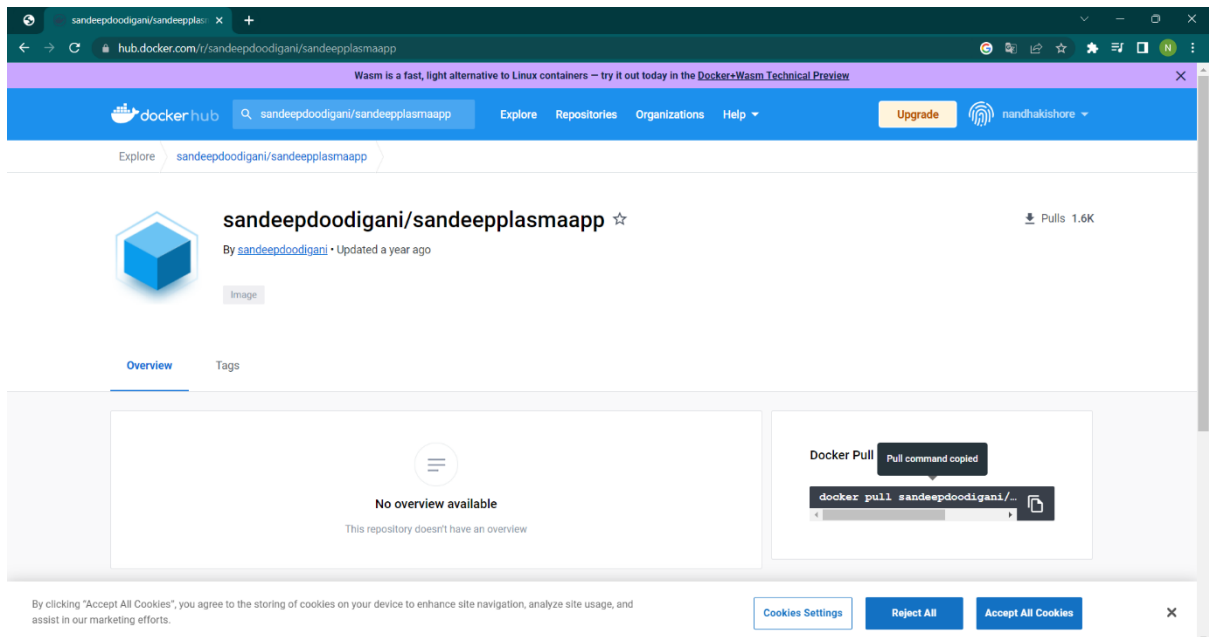 sandeepdoodigani/sandeepplasn
hub.docker.com/r/sandeepdoodigani/sandeepplasmaapp
N
Wasm is a fast, light alternative to Linux containers — try it out today in the Docker+Wasm Technical Preview
docker hub
sandeepdoodigani/sandeepplasmaapp
Explore Repositories Organizations Help
Upgrade
nandhakishore
Explore
sandeepdoodigani/sandeepplasmaapp
sandeepdoodigani/sandeepplasmaapp
Pulls 1.6K
By sandeepdoodigani • Updated a year ago
Image
Overview Tags
No overview available
This repository doesn't have an overview
Docker Pull
Pull command copied
docker pull sandeepdoodigani/…
By clicking "Accept All Cookies", you agree to the storing of cookies on your device to enhance site navigation, analyze site usage, and
assist in our marketing efforts.
Cookies Settings
Reject All
Accept All Cookies